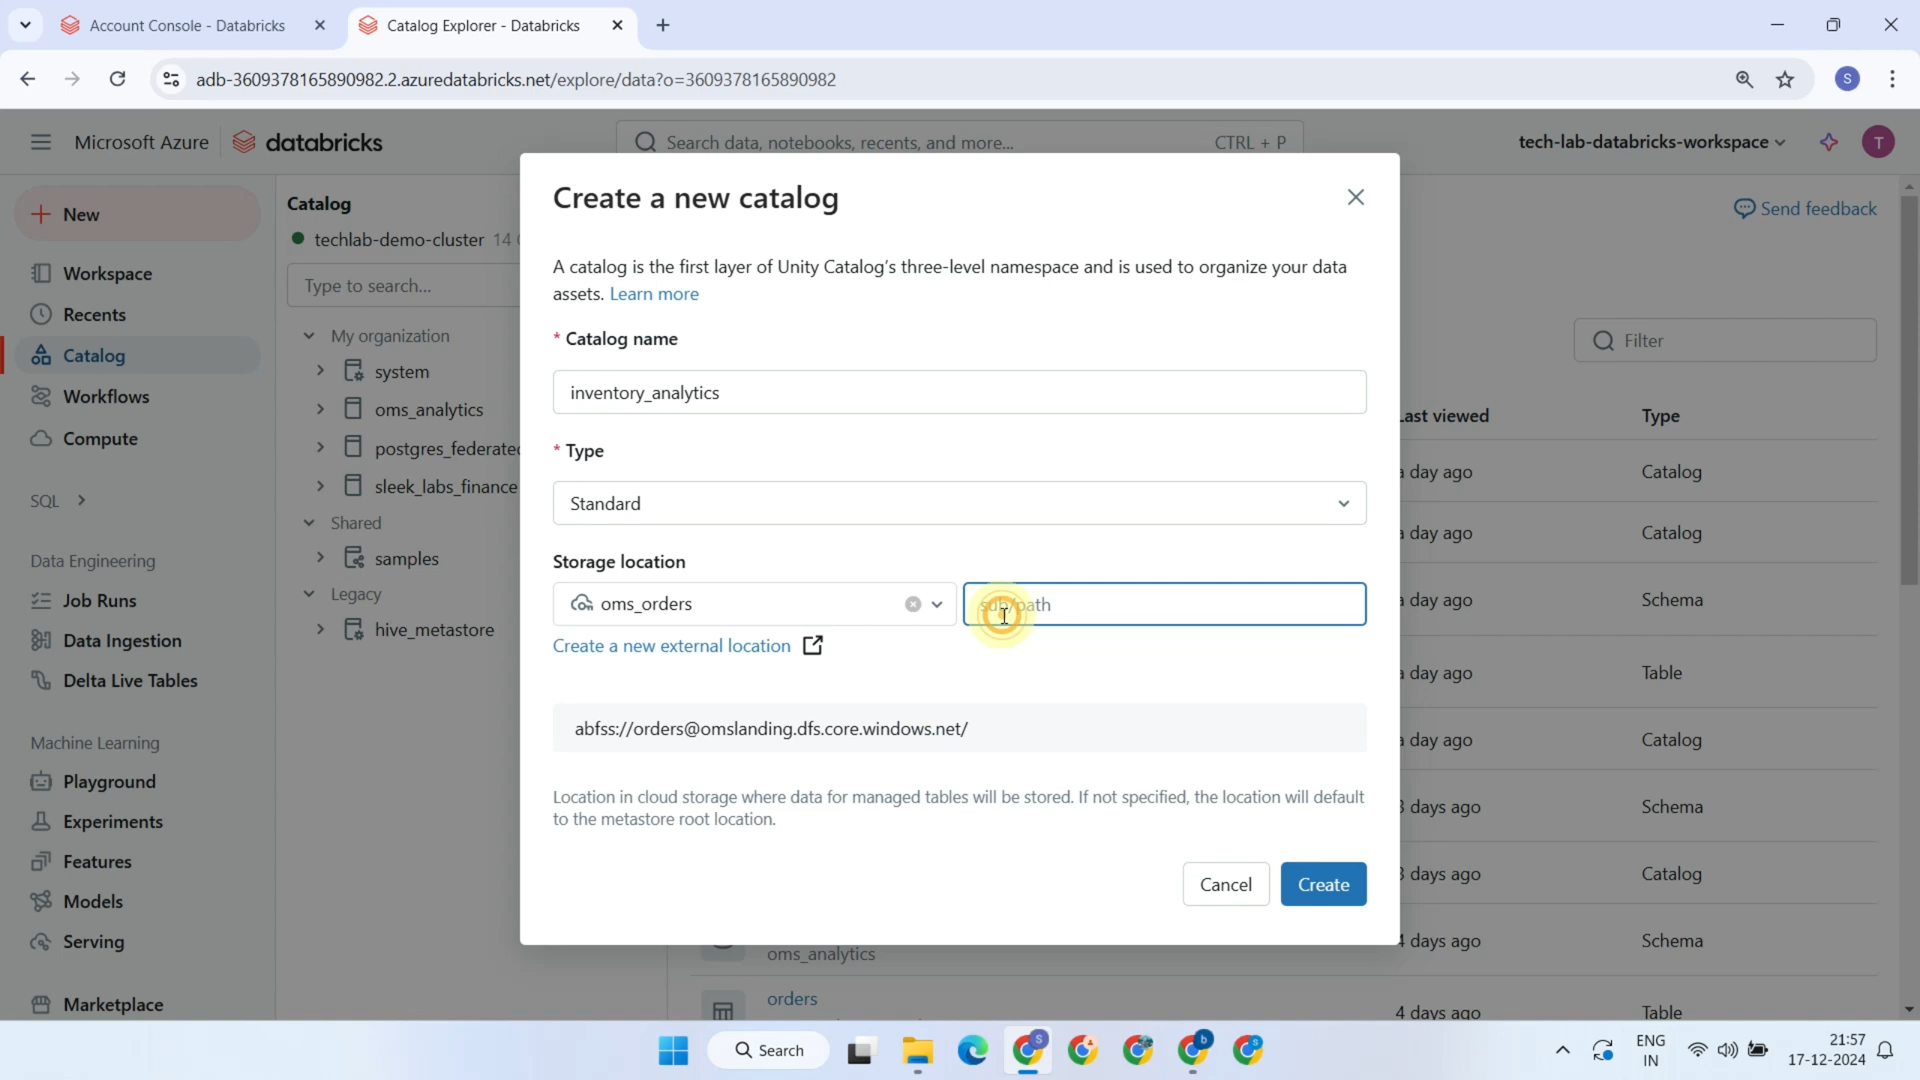 Account Console - Databricks
Catalog Explorer - Databricks
adb-3609378165890982.2.azuredatabricks.net/explore/data?o=3609378165890982
S
Microsoft Azure
databricks
Search data, notebooks, recents, and more...
CTRL + P
tech-lab-databricks-workspace
T
New
Workspace
Recents
Catalog
Workflows
Compute
SQL
Data Engineering
Job Runs
Data Ingestion
Delta Live Tables
Machine Learning
Playground
Experiments
Features
Models
Serving
Marketplace
Catalog
techlab-demo-cluster 14
Type to search...
My organization
system
oms_analytics
postgres_federated
sleek_labs_finance
Shared
samples
Legacy
hive_metastore
Create a new catalog
A catalog is the first layer of Unity Catalog's three-level namespace and is used to organize your data
assets. Learn more
* Catalog name
inventory_analytics
* Type
Standard
Storage location
oms_orders
sub/path
Create a new external location
abfss://orders@omslanding.dfs.core.windows.net/
Location in cloud storage where data for managed tables will be stored. If not specified, the location will default
to the metastore root location.
Cancel
Create
Send feedback
Filter
Last viewed
Type
a day ago
Catalog
a day ago
Catalog
a day ago
Schema
a day ago
Table
a day ago
Catalog
3 days ago
Schema
3 days ago
Catalog
oms_analytics
4 days ago
Schema
orders
4 days ago
Table
Search
S
b
S
ENG
IN
21:57
17-12-2024